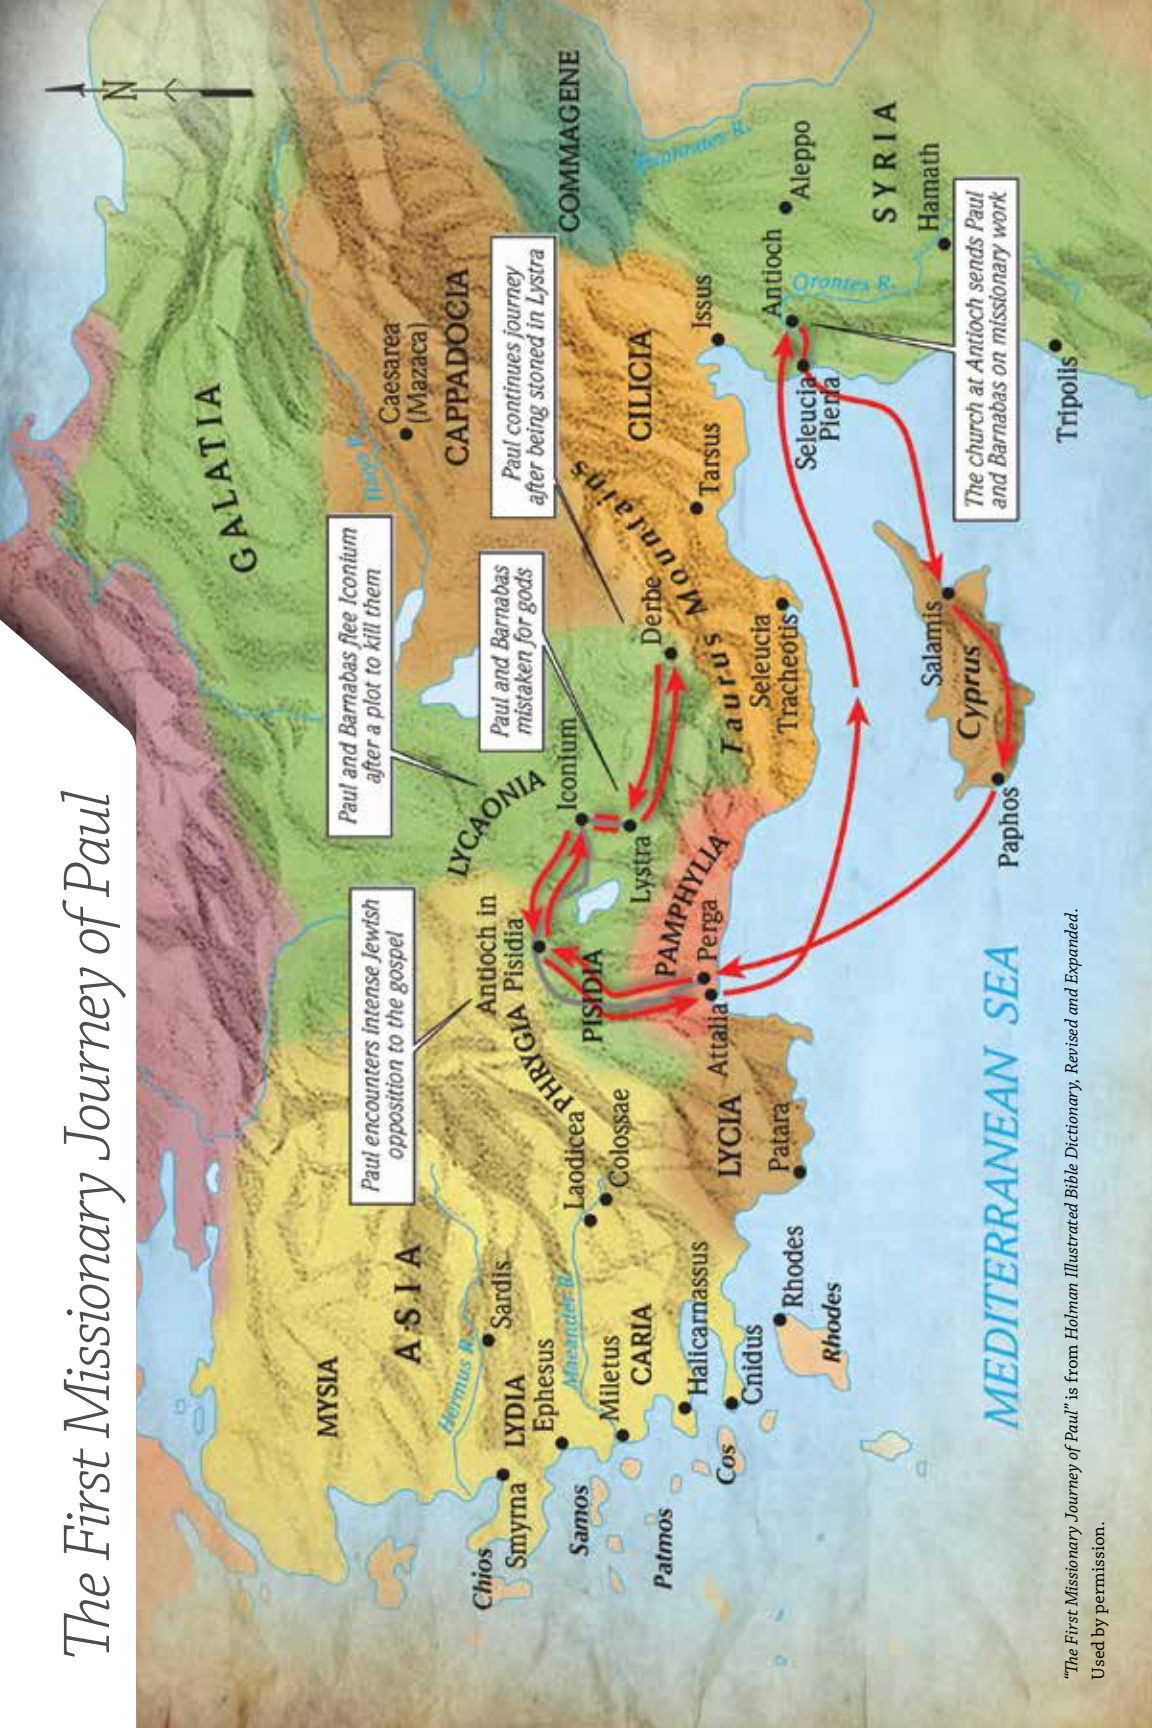 The First Missionary Journey of Paul
N
GALATIA
COMMAGENE
Euphrates R.
CAPPADOCIA
Caesarea
(Mazaca)
Halys R.
Paul and Barnabas flee Iconium
after a plot to kill them
Paul continues journey
after being stoned in Lystra
Paul and Barnabas
mistaken for gods
Paul encounters intense Jewish
opposition to the gospel
MYSIA
ASIA
Hermus R.
Sardis
LYDIA
Smyrna
Chios
Ephesus
Samos
Maeander R.
Miletus
CARIA
Patmos
Halicarnassus
Cos
Cnidus
Rhodes
Rhodes
Laodicea
Colossae
PHRYGIA
Antioch in
Pisidia
PISIDIA
LYCAONIA
Iconium
Lystra
Derbe
Taurus Mountains
CILICIA
Tarsus
Issus
Seleucia
Tracheotis
PAMPHYLIA
Perga
Attalia
LYCIA
Patara
Antioch
Aleppo
SYRIA
Hamath
Orontes R.
Seleucia
Pieria
The church at Antioch sends Paul
and Barnabas on missionary work
Tripolis
Salamis
Cyprus
Paphos
MEDITERRANEAN SEA
“The First Missionary Journey of Paul” is from Holman Illustrated Bible Dictionary, Revised and Expanded.
Used by permission.